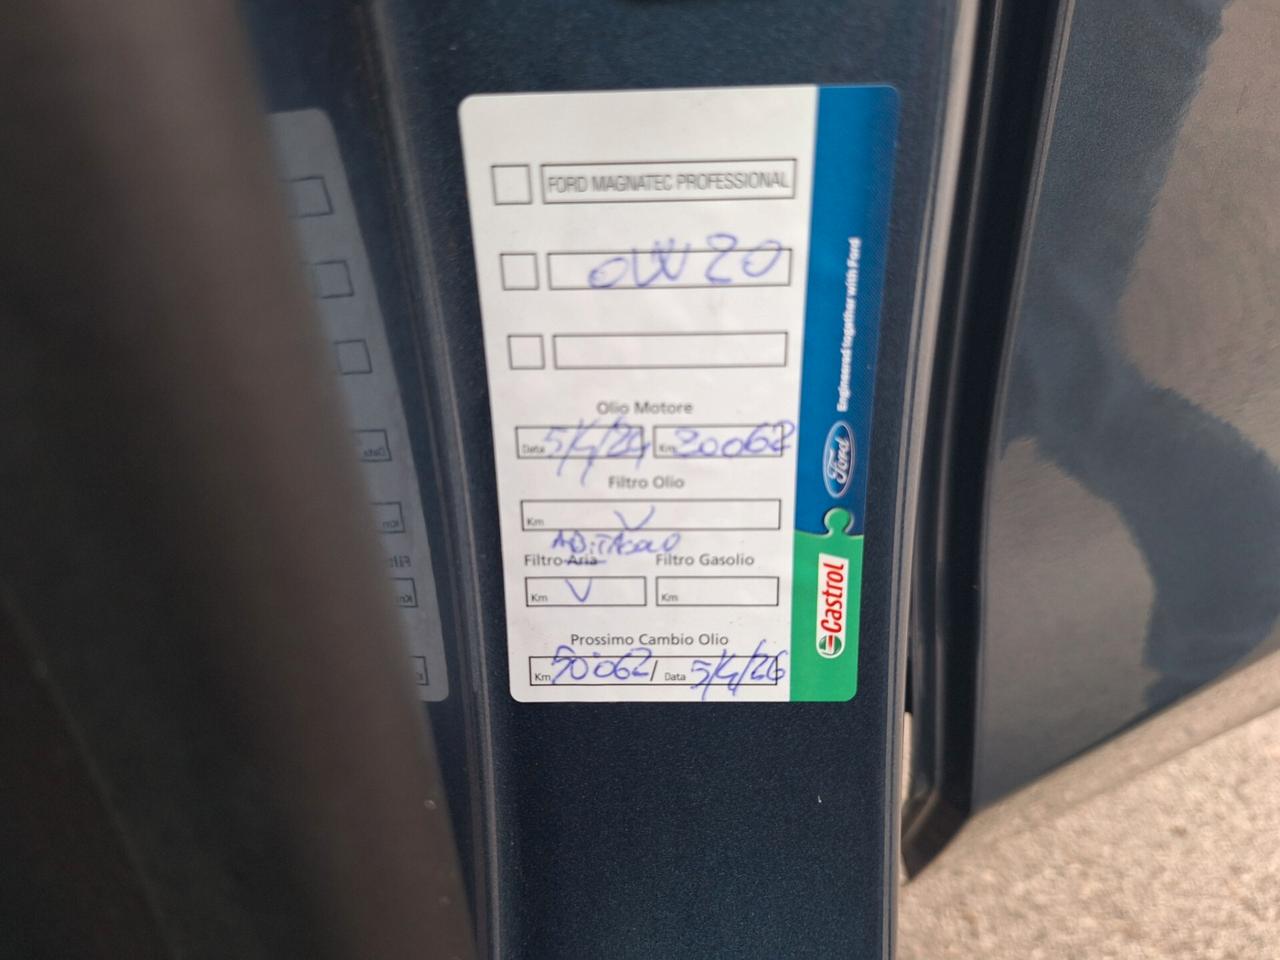 FORD MAGNATEC PROFESSIONAL
0W20
Olio Motore
Data 5/4/24 Km 20062
Filtro Olio
Km V
ABITACOLO
Filtro Aria Filtro Gasolio
Km V Km
Prossimo Cambio Olio
Km 50062/ Data 5/4/26
Ford Engineered together with Ford
Castrol